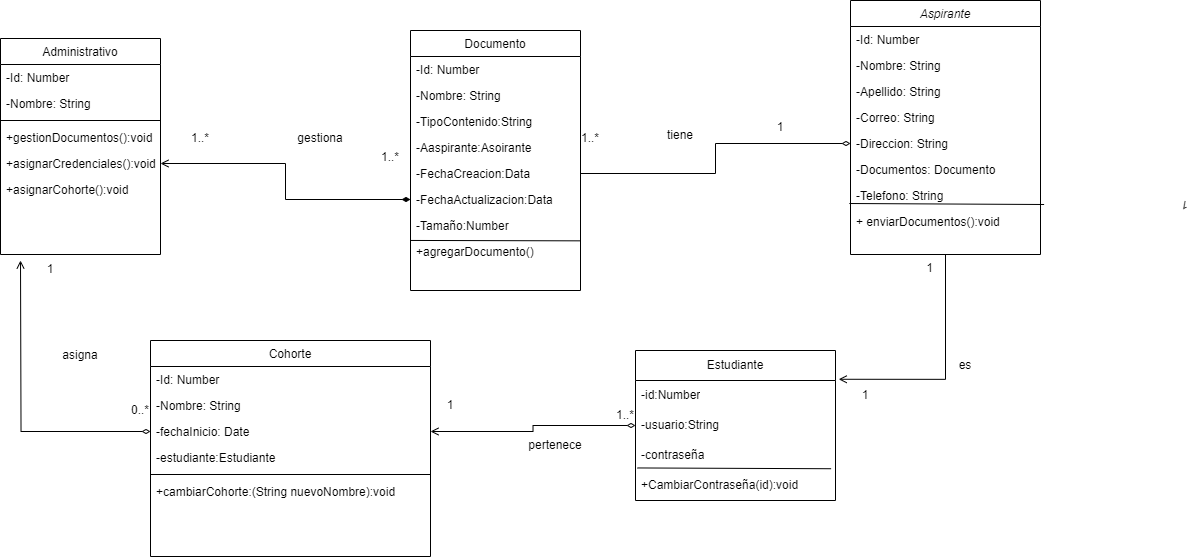 Administrativo
-Id: Number
-Nombre: String
+gestionDocumentos():void
+asignarCredenciales():void
+asignarCohorte():void
1..*
gestiona
1..*
Documento
-Id: Number
-Nombre: String
-TipoContenido:String
-Aaspirante:Asoirante
-FechaCreacion:Data
-FechaActualizacion:Data
-Tamaño:Number
+agregarDocumento()
1..*
tiene
1
Aspirante
-Id: Number
-Nombre: String
-Apellido: String
-Correo: String
-Direccion: String
-Documentos: Documento
-Telefono: String
+ enviarDocumentos():void
1
asigna
0..*
Cohorte
-Id: Number
-Nombre: String
-fechaInicio: Date
-estudiante:Estudiante
+cambiarCohorte:(String nuevoNombre):void
1
pertenece
1..*
Estudiante
-id:Number
-usuario:String
-contraseña
+CambiarContraseña(id):void
1
es
1